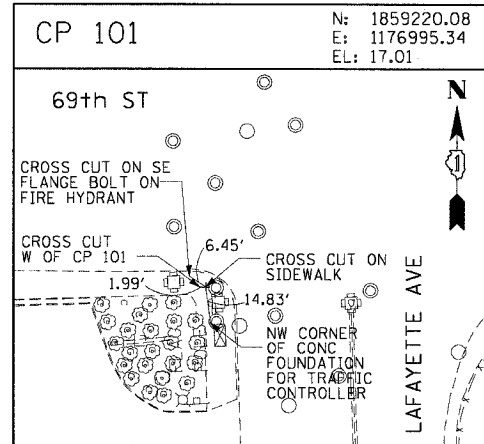 CP 101
N: 1859220.08
E: 1176995.34
EL: 17.01
69th ST
N
1
CROSS CUT ON SE
FLANGE BOLT ON
FIRE HYDRANT
CROSS CUT
W OF CP 101
6.45'
1.99'
CROSS CUT ON
SIDEWALK
14.83'
NW CORNER
OF CONC
FOUNDATION
FOR TRAFFIC
CONTROLLER
LAFAYETTE AVE